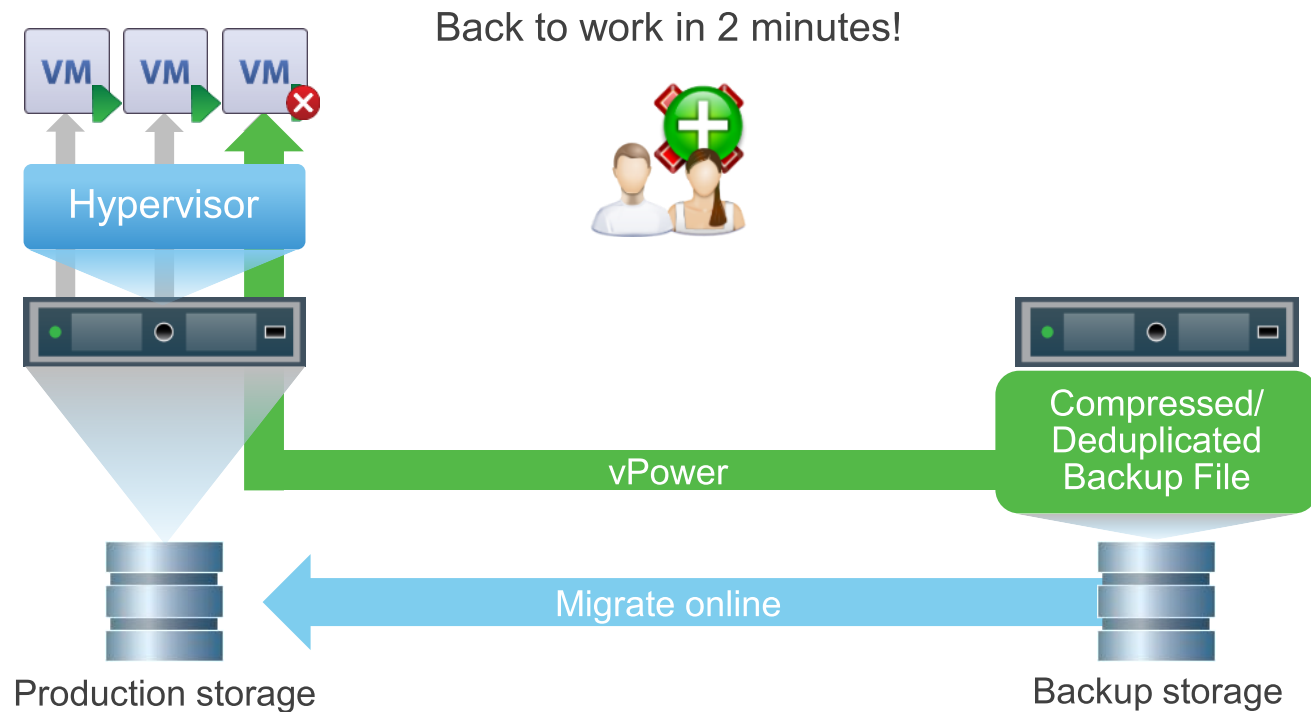 Back to work in 2 minutes!
VM
VM
VM
Hypervisor
Compressed/
Deduplicated
Backup File
vPower
Migrate online
Production storage
Backup storage